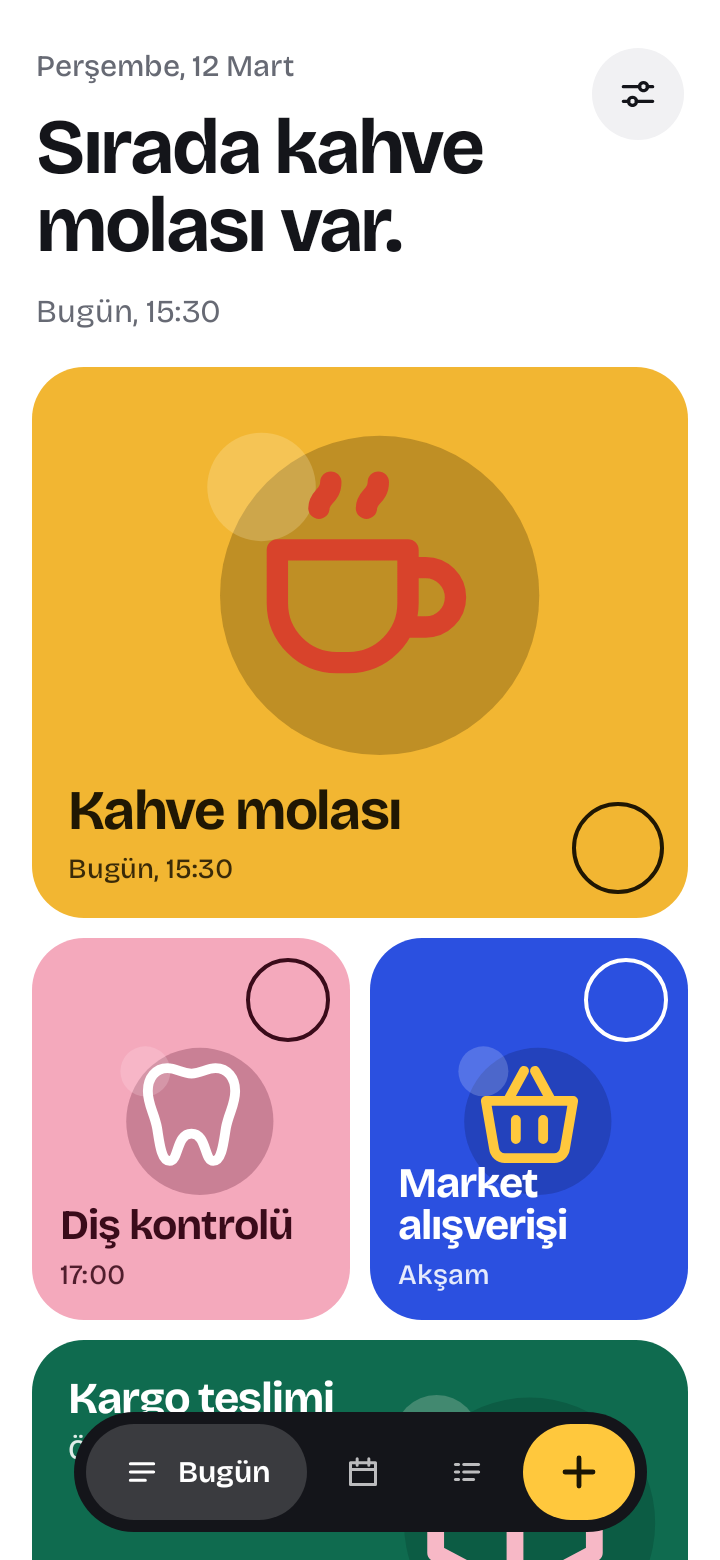 Perşembe, 12 Mart
Sırada kahve
molası var.
Bugün, 15:30
Kahve molası
Bugün, 15:30
Diş kontrolü
17:00
Market
alışverişi
Akşam
Kargo teslimi
Bugün